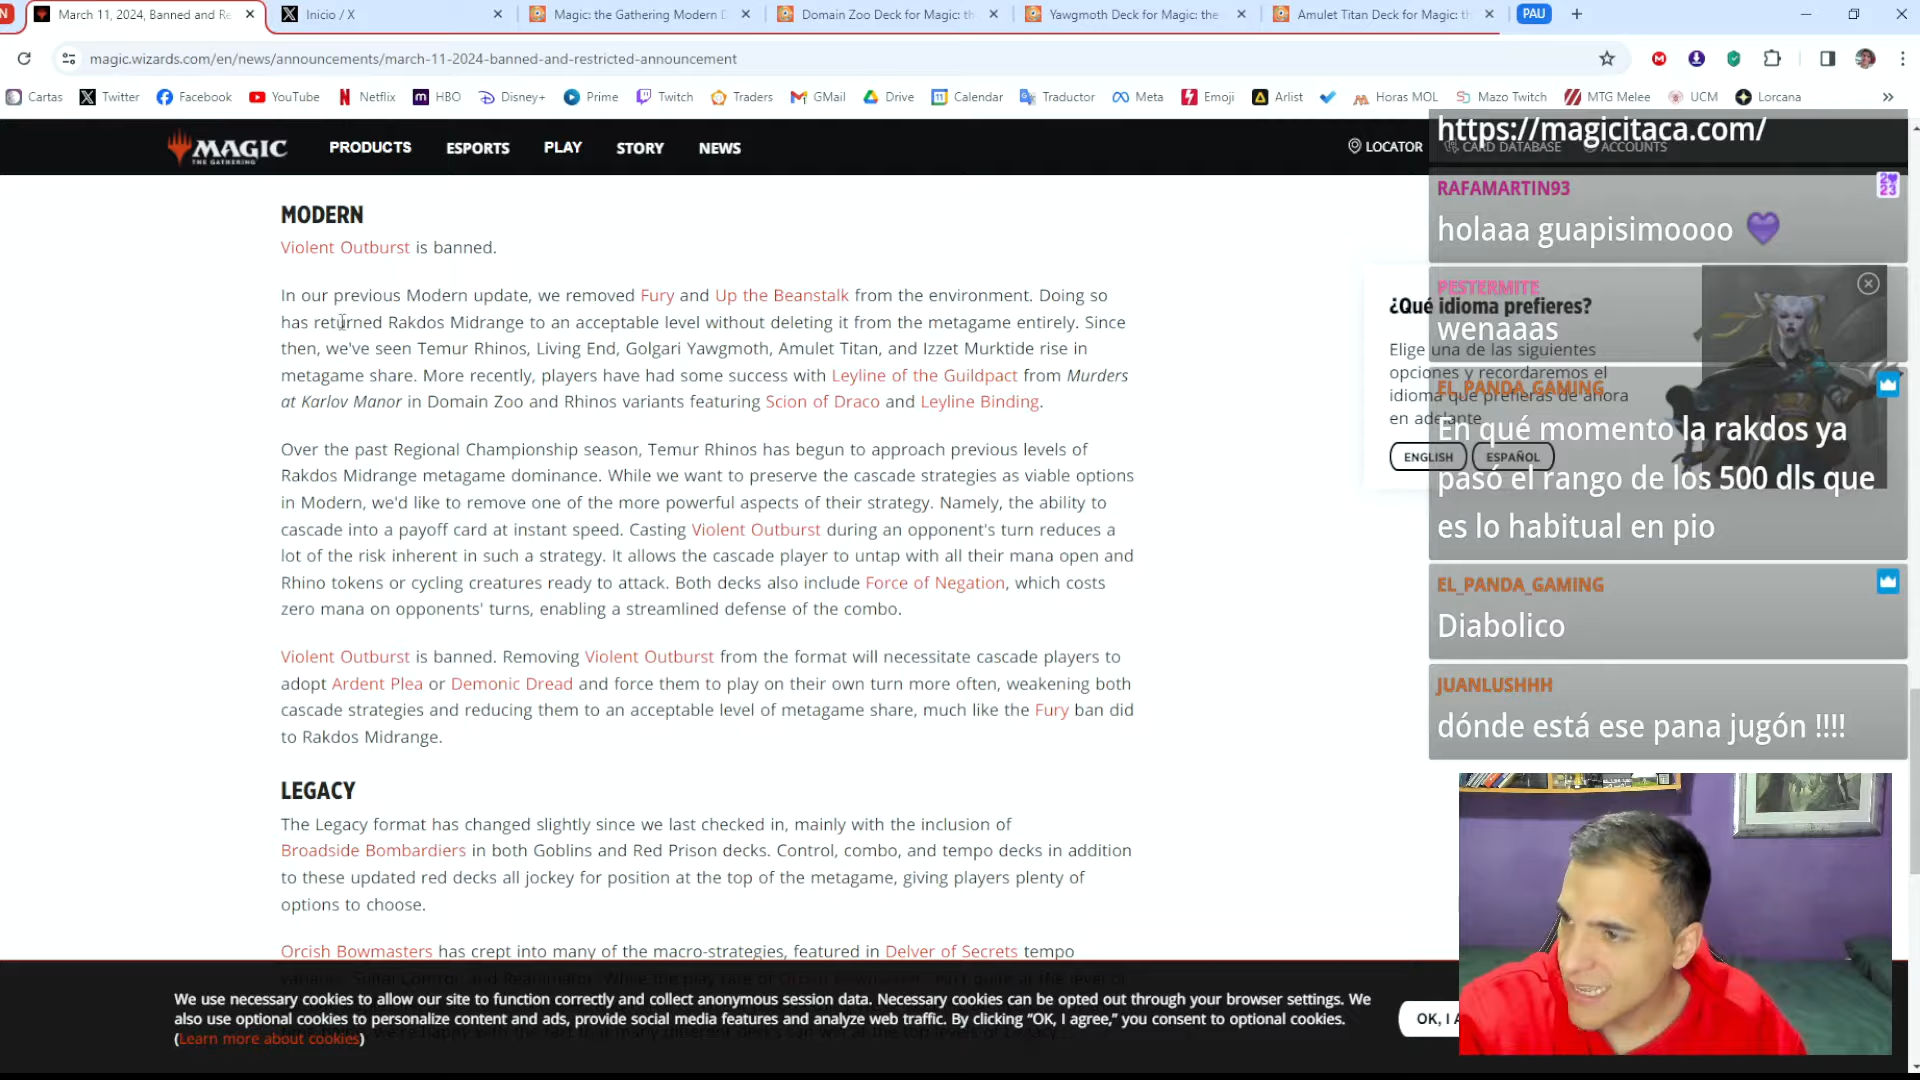 March 11, 2024, Banned and Re
Inicio / X
Magic: the Gathering Modern D
Domain Zoo Deck for Magic: th
Yawgmoth Deck for Magic: the
Amulet Titan Deck for Magic: th
PAU
magic.wizards.com/en/news/announcements/march-11-2024-banned-and-restricted-announcement
Cartas Twitter Facebook YouTube Netflix HBO Disney+ Prime Twitch Traders GMail Drive Calendar Traductor Meta Emoji Arlist Horas MOL Mazo Twitch MTG Melee UCM Lorcana
MAGIC
THE GATHERING
PRODUCTS ESPORTS PLAY STORY NEWS
LOCATOR CARD DATABASE ACCOUNTS
MODERN
Violent Outburst is banned.
In our previous Modern update, we removed Fury and Up the Beanstalk from the environment. Doing so
has returned Rakdos Midrange to an acceptable level without deleting it from the metagame entirely. Since
then, we've seen Temur Rhinos, Living End, Golgari Yawgmoth, Amulet Titan, and Izzet Murktide rise in
metagame share. More recently, players have had some success with Leyline of the Guildpact from Murders
at Karlov Manor in Domain Zoo and Rhinos variants featuring Scion of Draco and Leyline Binding.
Over the past Regional Championship season, Temur Rhinos has begun to approach previous levels of
Rakdos Midrange metagame dominance. While we want to preserve the cascade strategies as viable options
in Modern, we'd like to remove one of the more powerful aspects of their strategy. Namely, the ability to
cascade into a payoff card at instant speed. Casting Violent Outburst during an opponent's turn reduces a
lot of the risk inherent in such a strategy. It allows the cascade player to untap with all their mana open and
Rhino tokens or cycling creatures ready to attack. Both decks also include Force of Negation, which costs
zero mana on opponents' turns, enabling a streamlined defense of the combo.
Violent Outburst is banned. Removing Violent Outburst from the format will necessitate cascade players to
adopt Ardent Plea or Demonic Dread and force them to play on their own turn more often, weakening both
cascade strategies and reducing them to an acceptable level of metagame share, much like the Fury ban did
to Rakdos Midrange.
LEGACY
The Legacy format has changed slightly since we last checked in, mainly with the inclusion of
Broadside Bombardiers in both Goblins and Red Prison decks. Control, combo, and tempo decks in addition
to these updated red decks all jockey for position at the top of the metagame, giving players plenty of
options to choose.
Orcish Bowmasters has crept into many of the macro-strategies, featured in Delver of Secrets tempo
We use necessary cookies to allow our site to function correctly and collect anonymous session data. Necessary cookies can be opted out through your browser settings. We
also use optional cookies to personalize content and ads, provide social media features and analyze web traffic. By clicking “OK, I agree,” you consent to optional cookies.
(Learn more about cookies)
OK, I A
¿Qué idioma prefieres?
Elige una de las siguientes
opciones y recordaremos el
idioma que prefieras de ahora
en adelante
ENGLISH ESPAÑOL
https://magicitaca.com/
RAFAMARTIN93
holaaa guapisimoooo
PESTERMITE
wenaaas
EL_PANDA_GAMING
En qué momento la rakdos ya
pasó el rango de los 500 dls que
es lo habitual en pio
EL_PANDA_GAMING
Diabolico
JUANLUSHHH
dónde está ese pana jugón !!!!